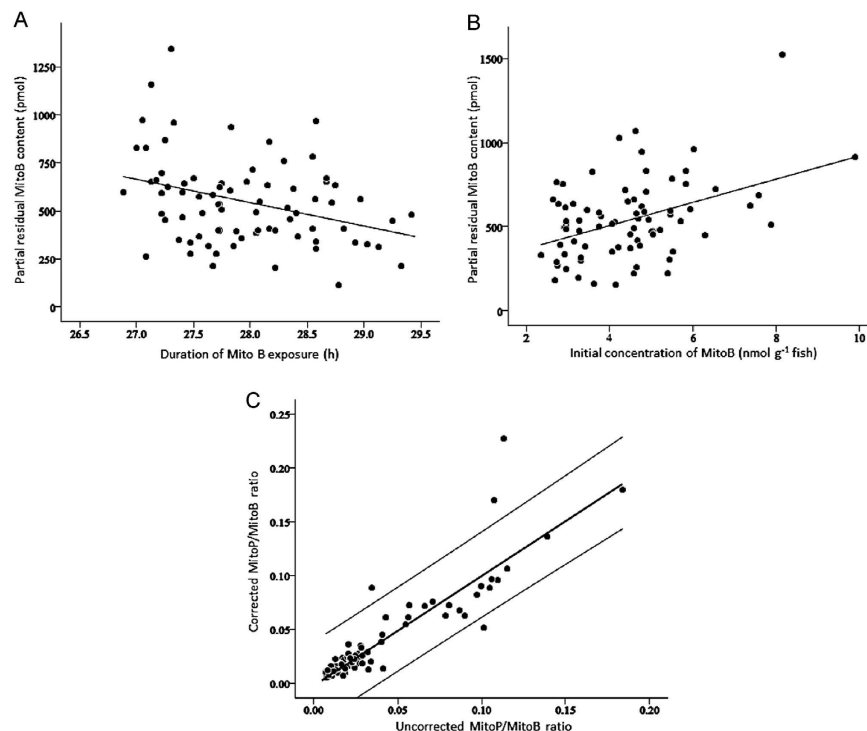 A
Partial residual MitoB content (pmol)
1250
1000
750
500
250
0
26.5 27.0 27.5 28.0 28.5 29.0 29.5
Duration of Mito B exposure (h)
B
Partial residual MitoB content (pmol)
1500
1000
500
0
2 4 6 8 10
Initial concentration of MitoB (nmol g⁻¹ fish)
C
Corrected MitoP/MitoB ratio
0.25
0.20
0.15
0.10
0.05
0.00
0.00 0.05 0.10 0.15 0.20
Uncorrected MitoP/MitoB ratio